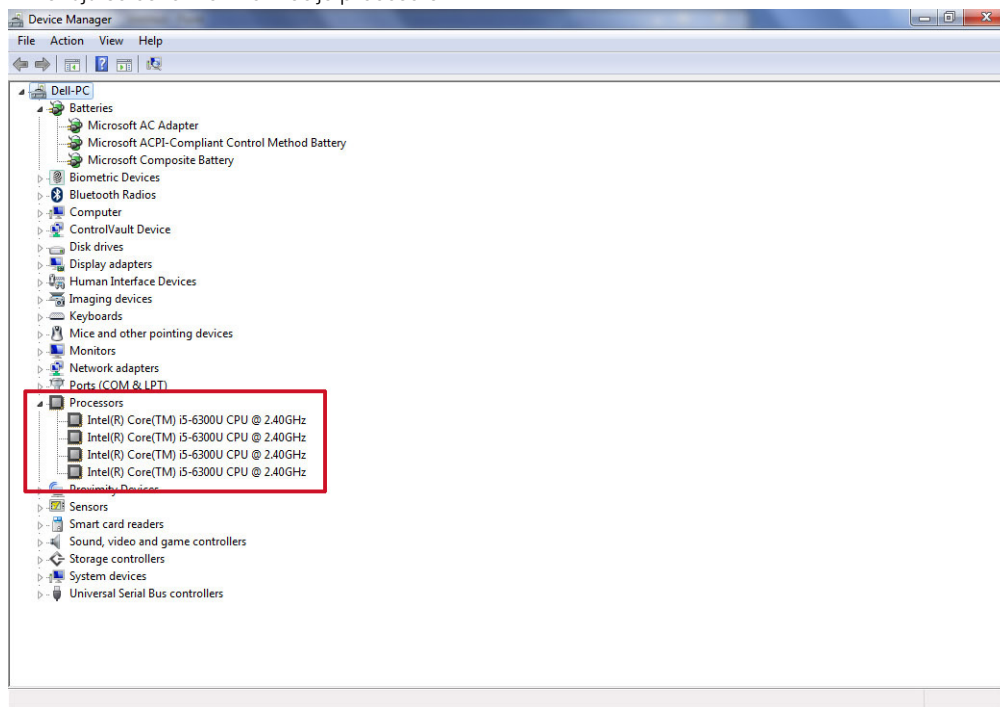 Device Manager
File Action View Help
Dell-PC
Batteries
Microsoft AC Adapter
Microsoft ACPI-Compliant Control Method Battery
Microsoft Composite Battery
Biometric Devices
Bluetooth Radios
Computer
ControlVault Device
Disk drives
Display adapters
Human Interface Devices
Imaging devices
Keyboards
Mice and other pointing devices
Monitors
Network adapters
Ports (COM & LPT)
Processors
Intel(R) Core(TM) i5-6300U CPU @ 2.40GHz
Intel(R) Core(TM) i5-6300U CPU @ 2.40GHz
Intel(R) Core(TM) i5-6300U CPU @ 2.40GHz
Intel(R) Core(TM) i5-6300U CPU @ 2.40GHz
Proximity Devices
Sensors
Smart card readers
Sound, video and game controllers
Storage controllers
System devices
Universal Serial Bus controllers